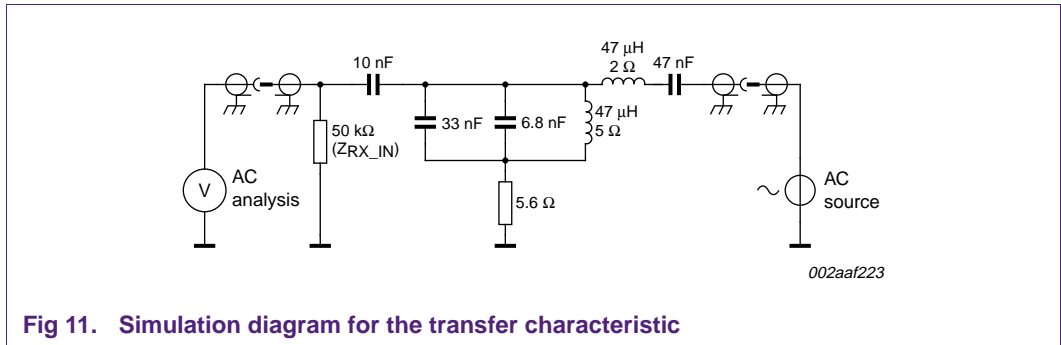 47 μH
2 Ω
10 nF
47 nF
33 nF
6.8 nF
47 μH
5 Ω
50 kΩ
(ZRX_IN)
V
AC
analysis
5.6 Ω
AC
source
002aaf223
Fig 11. Simulation diagram for the transfer characteristic